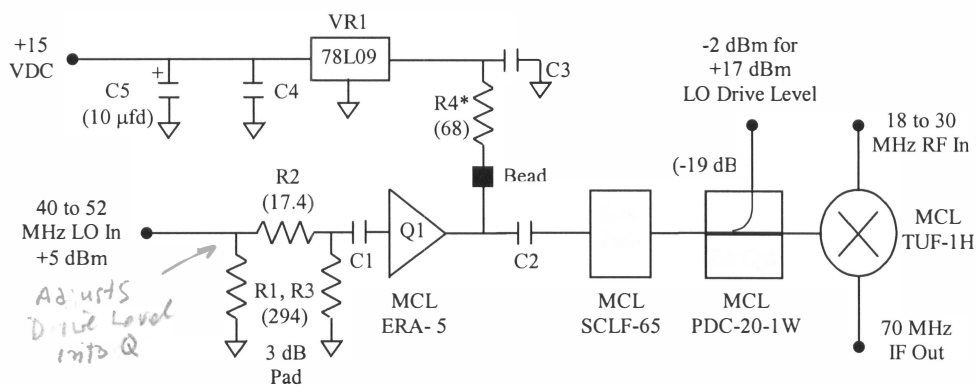 +15
VDC
C5
+
(10 µfd)
C4
VR1
78L09
C3
R4*
(68)
Bead
-2 dBm for
+17 dBm
LO Drive Level
(-19 dB
18 to 30
MHz RF In
40 to 52
MHz LO In
+5 dBm
R2
(17.4)
C1
Q1
C2
R1, R3
(294)
3 dB
Pad
MCL
ERA- 5
MCL
SCLF-65
MCL
PDC-20-1W
MCL
TUF-1H
70 MHz
IF Out
Adjusts
Drive Level
into Q